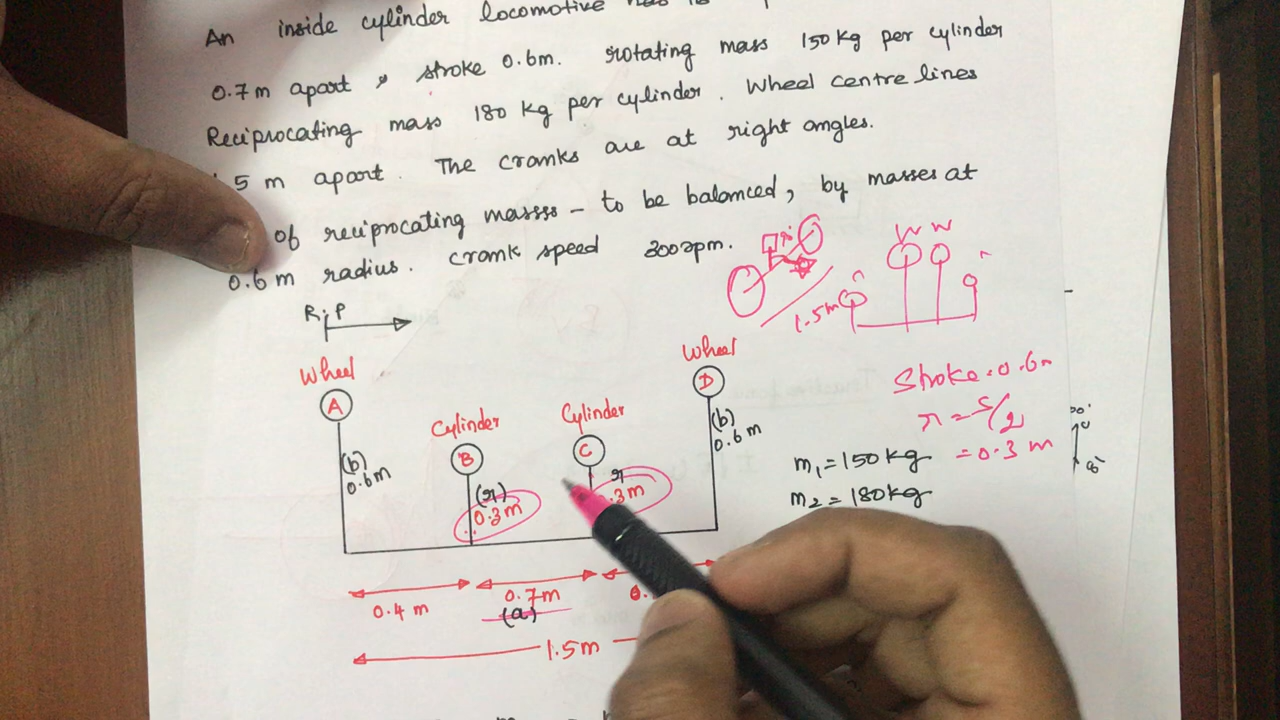 An inside cylinder locomotive has
0.7 m apart, stroke 0.6m. rotating mass 150 kg per cylinder
Reciprocating mass 180 kg per cylinder. Wheel centre lines
5 m apart. The cranks are at right angles.
of reciprocating massss - to be balanced, by masses at
0.6 m radius. crank speed 300 rpm.
R.P
1.5m
W W
Wheel
A
(b)
0.6m
Cylinder
B
(r)
0.3m
Cylinder
C
r
.3m
Wheel
D
(b)
0.6m
Stroke = 0.6
r = S/2
= 0.3 m
m1 = 150 kg
m2 = 180 kg
0.4 m
0.7m
(a)
0.
1.5m